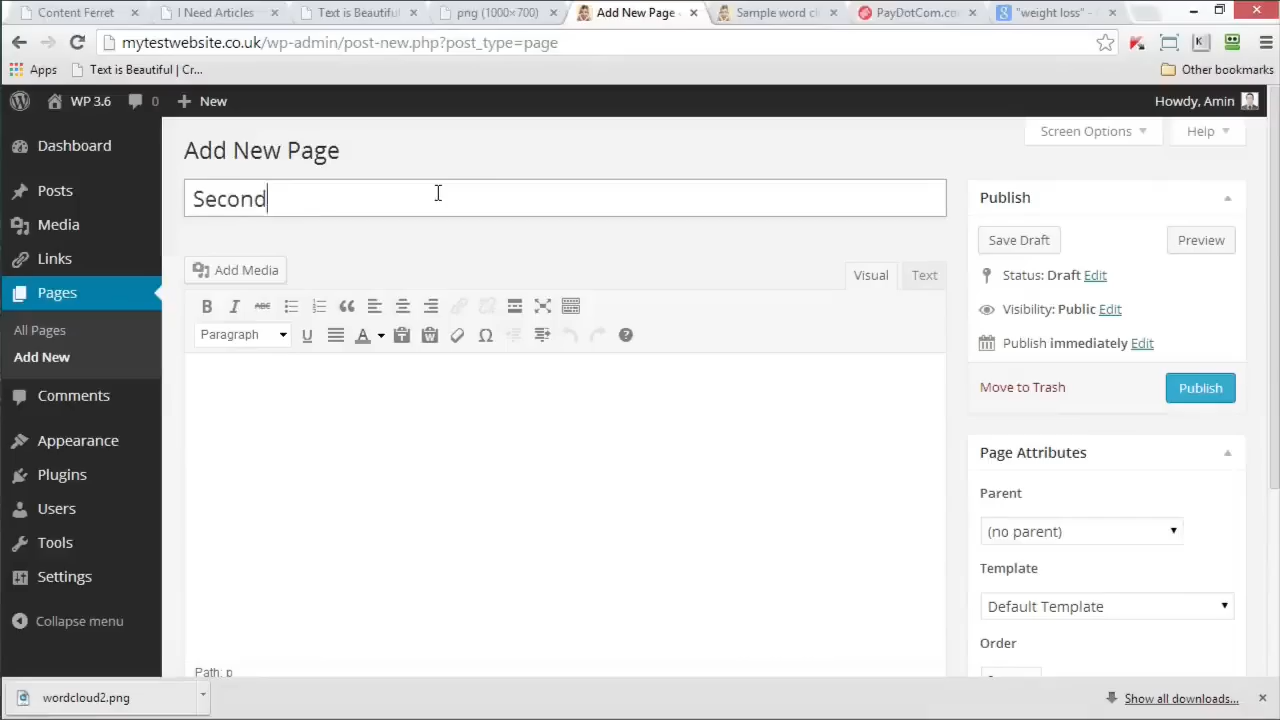 Content Ferret
I Need Articles
Text is Beautiful
png (1000×700)
Add New Page
Sample word cl
PayDotCom.co
"weight loss" -
mytestwebsite.co.uk/wp-admin/post-new.php?post_type=page
Apps
Text is Beautiful | Cr...
Other bookmarks
WP 3.6
0
New
Howdy, Amin
Screen Options
Help
Dashboard
Posts
Media
Links
Pages
All Pages
Add New
Comments
Appearance
Plugins
Users
Tools
Settings
Collapse menu
Add New Page
Second
Add Media
Visual
Text
B
I
ABC
Paragraph
U
A
Path: p
Publish
Save Draft
Preview
Status: Draft Edit
Visibility: Public Edit
Publish immediately Edit
Move to Trash
Publish
Page Attributes
Parent
(no parent)
Template
Default Template
Order
wordcloud2.png
Show all downloads...